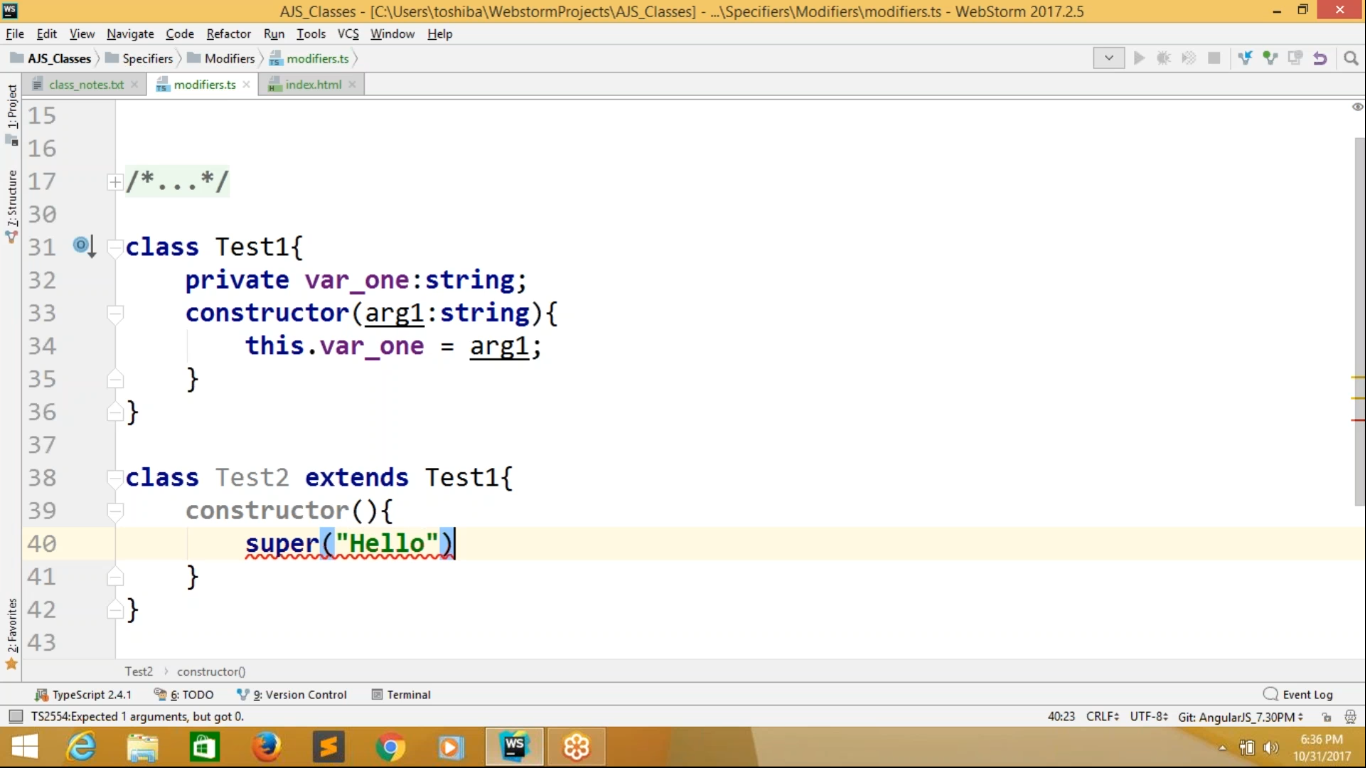 WS AJS_Classes - [C:\Users\toshiba\WebstormProjects\AJS_Classes] - ...\Specifiers\Modifiers\modifiers.ts - WebStorm 2017.2.5
File Edit View Navigate Code Refactor Run Tools VCS Window Help
AJS_Classes Specifiers Modifiers modifiers.ts
class_notes.txt modifiers.ts index.html
1: Project
7: Structure
2: Favorites
15
16
17 /*...*/
30
31 class Test1{
32 private var_one:string;
33 constructor(arg1:string){
34 this.var_one = arg1;
35 }
36 }
37
38 class Test2 extends Test1{
39 constructor(){
40 super("Hello")
41 }
42 }
43
Test2 constructor()
TypeScript 2.4.1 6: TODO 9: Version Control Terminal Event Log
TS2554:Expected 1 arguments, but got 0. 40:23 CRLF UTF-8 Git: AngularJS_7.30PM
WS
6:36 PM
10/31/2017